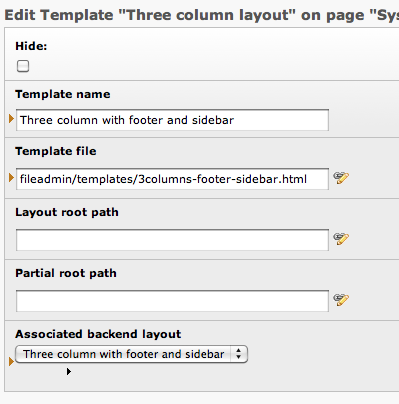 Edit Template "Three column layout" on page "Sys
Hide:
Template name
Three column with footer and sidebar
Template file
fileadmin/templates/3columns-footer-sidebar.html
Layout root path
Partial root path
Associated backend layout
Three column with footer and sidebar